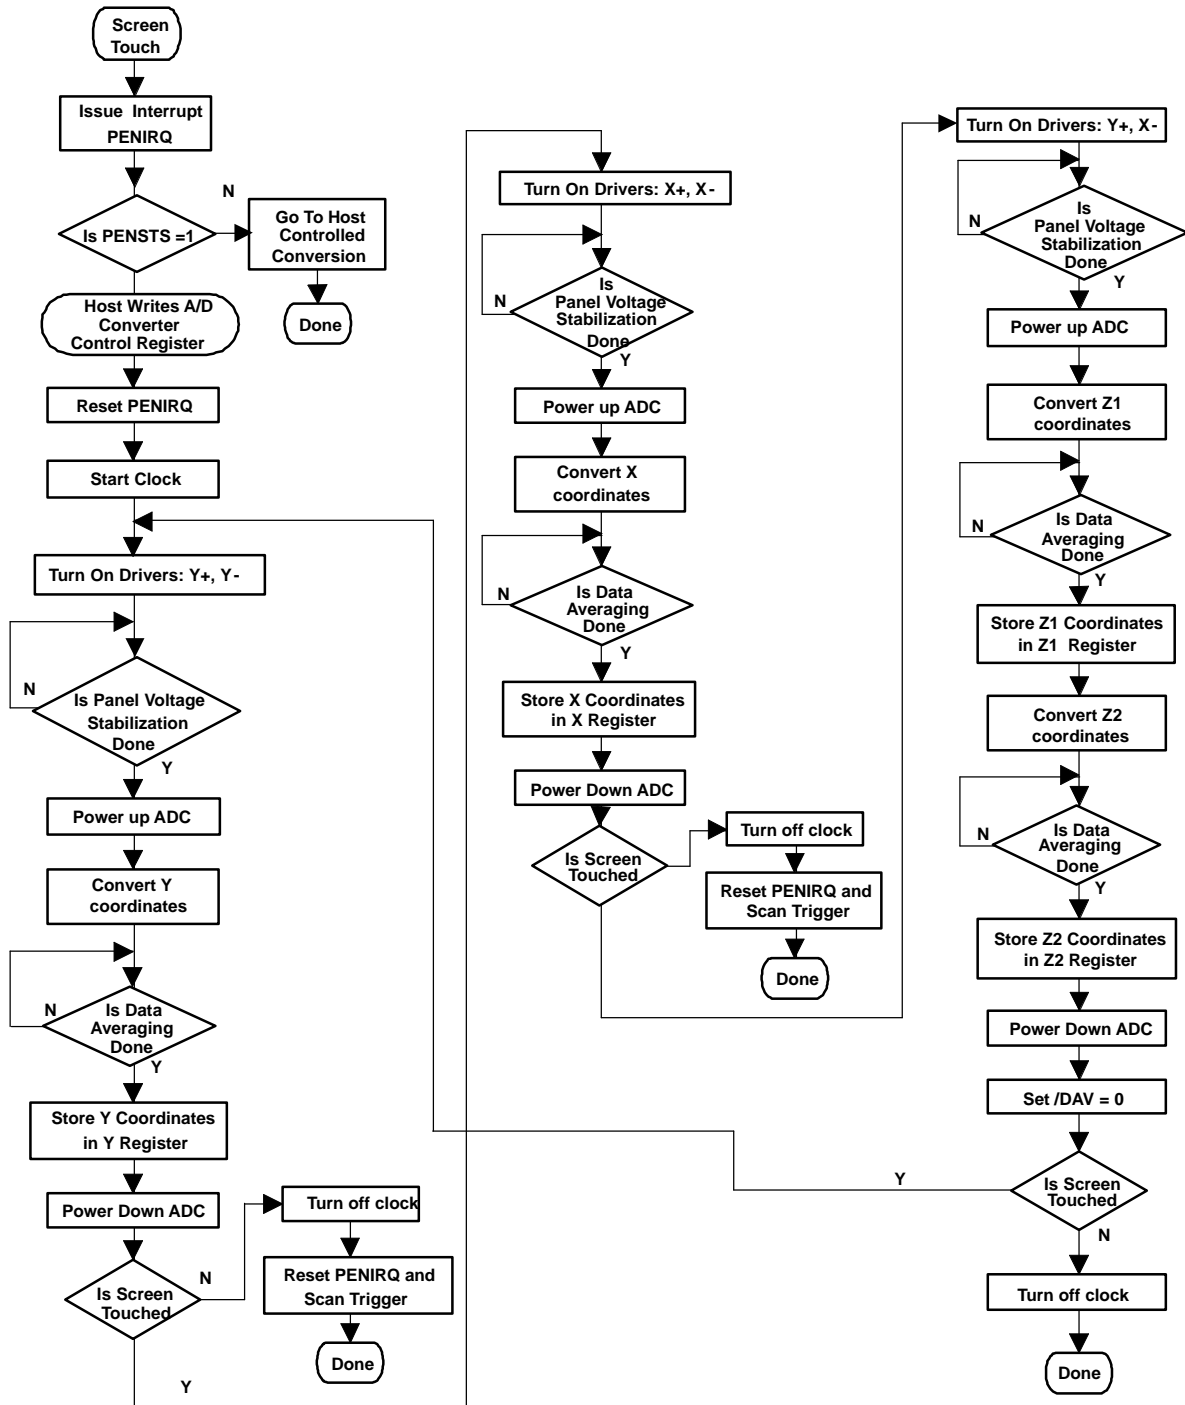 Screen
Touch
Issue Interrupt
PENIRQ
Is PENSTS =1
N
Go To Host
Controlled
Conversion
Done
Host Writes A/D
Converter
Control Register
Reset PENIRQ
Start Clock
Turn On Drivers: Y+, Y-
N
Is Panel Voltage
Stabilization
Done
Y
Power up ADC
Convert Y
coordinates
N
Is Data
Averaging
Done
Y
Store Y Coordinates
in Y Register
Power Down ADC
Is Screen
Touched
N
Turn off clock
Reset PENIRQ and
Scan Trigger
Done
Y
Turn On Drivers: X+, X-
N
Is
Panel Voltage
Stabilization
Done
Y
Power up ADC
Convert X
coordinates
N
Is Data
Averaging
Done
Y
Store X Coordinates
in X Register
Power Down ADC
Is Screen
Touched
Turn off clock
Reset PENIRQ and
Scan Trigger
Done
Turn On Drivers: Y+, X-
N
Is
Panel Voltage
Stabilization
Done
Y
Power up ADC
Convert Z1
coordinates
N
Is Data
Averaging
Done
Y
Store Z1 Coordinates
in Z1 Register
Convert Z2
coordinates
N
Is Data
Averaging
Done
Y
Store Z2 Coordinates
in Z2 Register
Power Down ADC
Set /DAV = 0
Y
Is Screen
Touched
N
Turn off clock
Done